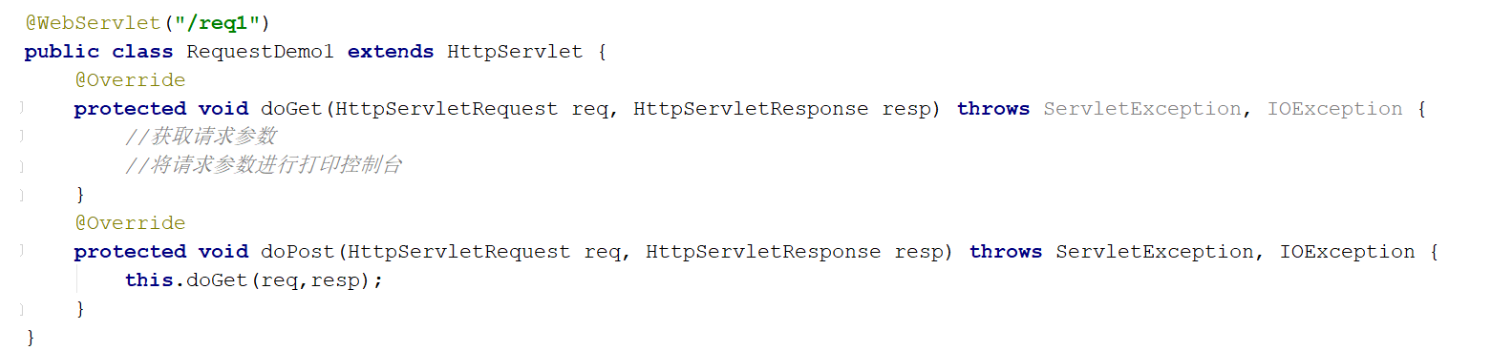 @WebServlet("/req1")
public class RequestDemo1 extends HttpServlet {
    @Override
    protected void doGet(HttpServletRequest req, HttpServletResponse resp) throws ServletException, IOException {
        //获取请求参数
        //将请求参数进行打印控制台
    }
    @Override
    protected void doPost(HttpServletRequest req, HttpServletResponse resp) throws ServletException, IOException {
        this.doGet(req,resp);
    }
}